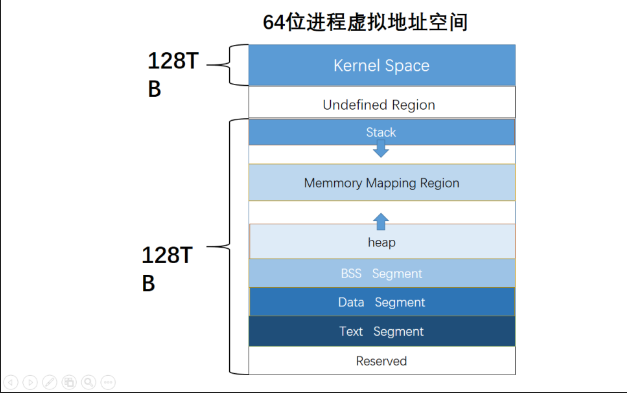 64位进程虚拟地址空间
128T
B
Kernel Space
Undefined Region
Stack
Memmory Mapping Region
heap
128T
B
BSS Segment
Data Segment
Text Segment
Reserved